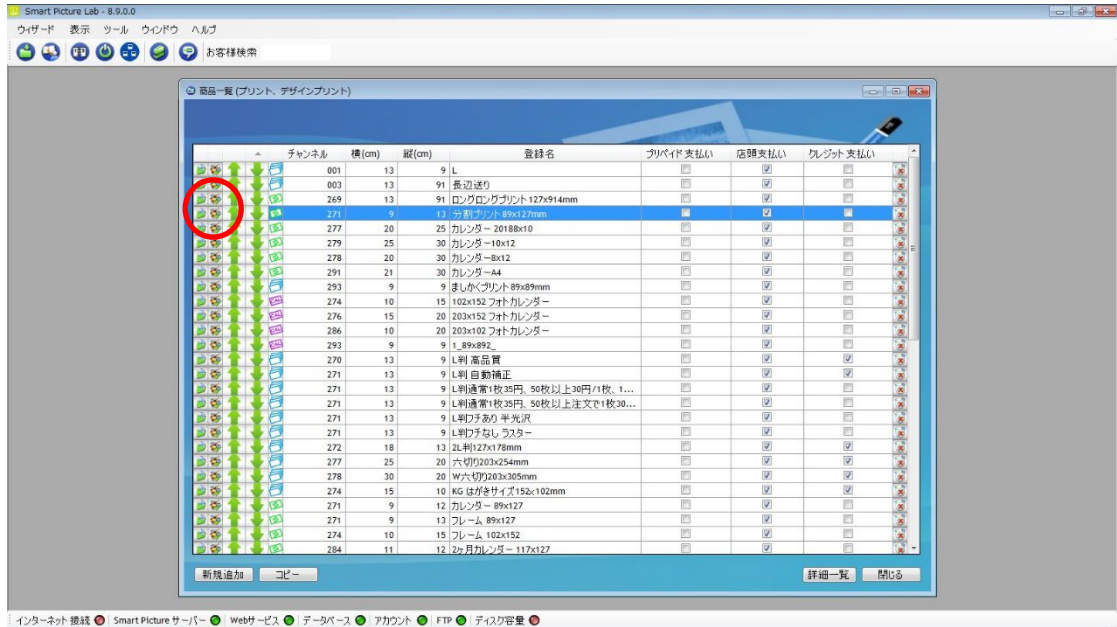 Smart Picture Lab - 8.9.0.0
ウィザード 表示 ツール ウィンドウ ヘルプ
お客様検索
商品一覧 (プリント、デザインプリント)
チャンネル 横(cm) 縦(cm) 登録名 プリペイド支払い 店頭支払い クレジット支払い
001 13 9 L
003 13 91 長辺送り
269 13 91 ロングロングプリント 127x914mm
271 9 13 分割プリント 89x127mm
277 20 25 カレンダー 20188x10
279 25 30 カレンダー10x12
278 20 30 カレンダー8x12
291 21 30 カレンダーA4
293 9 9 ましかくプリント 89x89mm
274 10 15 102x152 フォトカレンダー
276 15 20 203x152 フォトカレンダー
286 10 20 203x102 フォトカレンダー
293 9 9 1_89x892_
270 13 9 L判 高品質
271 13 9 L判 自動補正
271 13 9 L判通常1枚35円、50枚以上30円/1枚、1...
271 13 9 L判通常1枚35円、50枚以上注文で1枚30...
271 13 9 L判フチあり 半光沢
271 13 9 L判フチなし ラスター
272 18 13 2L判127x178mm
277 25 20 六切り203x254mm
278 30 20 W六切り203x305mm
274 15 10 KG はがきサイズ152x102mm
271 9 12 カレンダー 89x127
271 9 13 フレーム 89x127
274 10 15 フレーム 102x152
284 11 12 2ヶ月カレンダー 117x127
新規追加 コピー 詳細一覧 閉じる
インターネット 接続 Smart Picture サーバー Webサービス データベース アカウント FTP ディスク容量